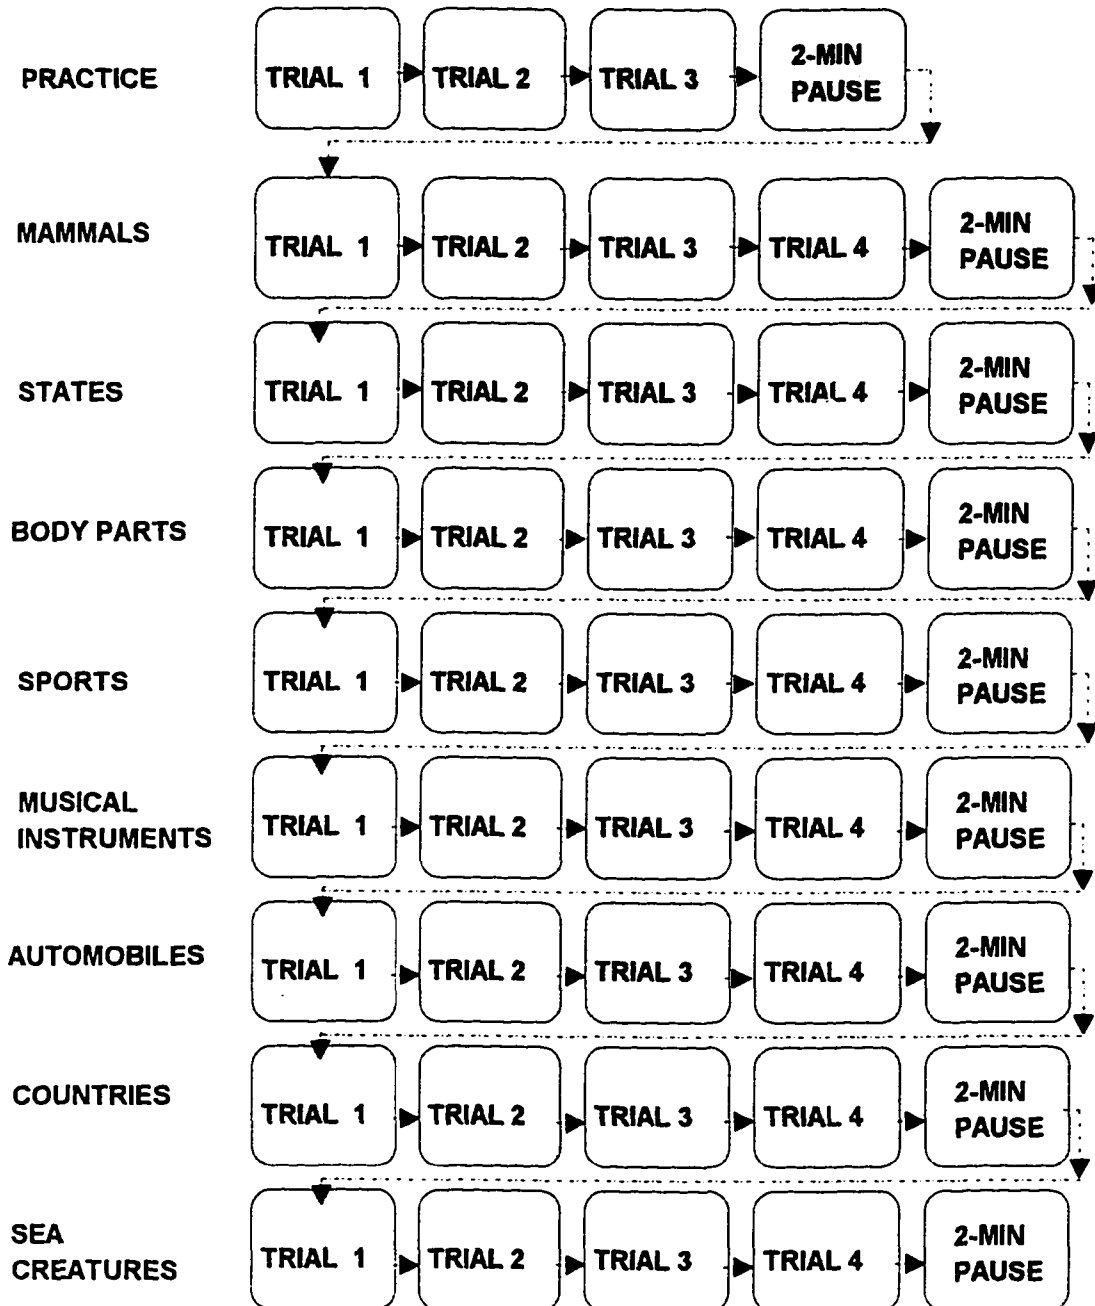 PRACTICE
TRIAL 1
TRIAL 2
TRIAL 3
2-MIN
PAUSE
MAMMALS
TRIAL 1
TRIAL 2
TRIAL 3
TRIAL 4
2-MIN
PAUSE
STATES
TRIAL 1
TRIAL 2
TRIAL 3
TRIAL 4
2-MIN
PAUSE
BODY PARTS
TRIAL 1
TRIAL 2
TRIAL 3
TRIAL 4
2-MIN
PAUSE
SPORTS
TRIAL 1
TRIAL 2
TRIAL 3
TRIAL 4
2-MIN
PAUSE
MUSICAL
INSTRUMENTS
TRIAL 1
TRIAL 2
TRIAL 3
TRIAL 4
2-MIN
PAUSE
AUTOMOBILES
TRIAL 1
TRIAL 2
TRIAL 3
TRIAL 4
2-MIN
PAUSE
COUNTRIES
TRIAL 1
TRIAL 2
TRIAL 3
TRIAL 4
2-MIN
PAUSE
SEA
CREATURES
TRIAL 1
TRIAL 2
TRIAL 3
TRIAL 4
2-MIN
PAUSE